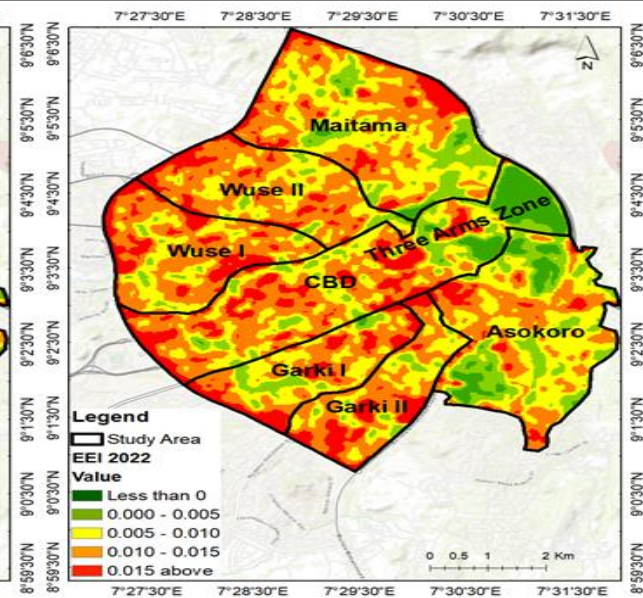 7°27'30"E 7°28'30"E 7°29'30"E 7°30'30"E 7°31'30"E
N
Maitama
Wuse II
Three Arms Zone
Wuse I
CBD
Asokoro
Garki I
Garki II
Legend
Study Area
EEI 2022
Value
Less than 0
0.000 - 0.005
0.005 - 0.010
0.010 - 0.015
0.015 above
0 0.5 1 2 Km
9°6'30"N 9°5'30"N 9°4'30"N 9°3'30"N 9°2'30"N 9°1'30"N 9°0'30"N 8°59'30"N
7°27'30"E 7°28'30"E 7°29'30"E 7°30'30"E 7°31'30"E